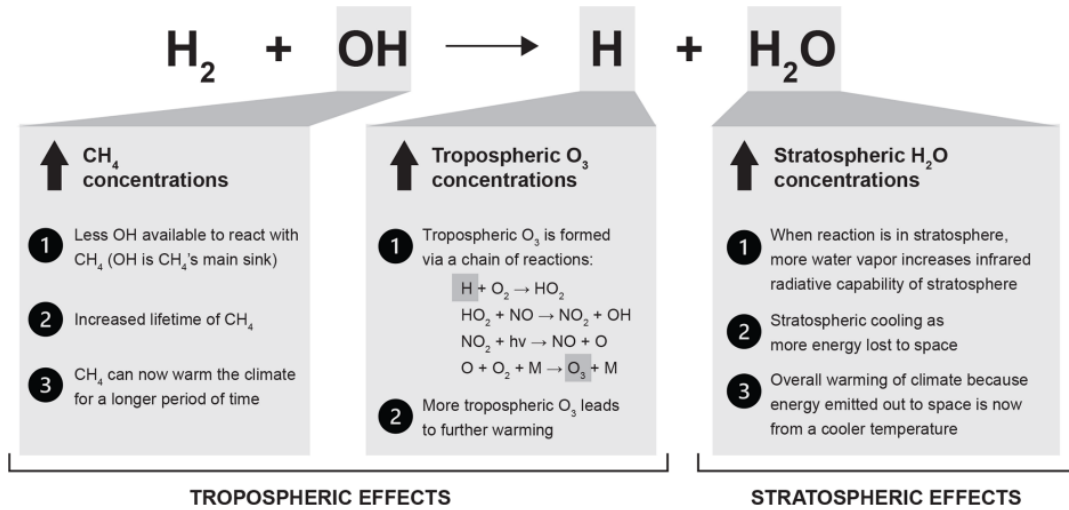 H₂ + OH ⟶ H + H₂O
CH₄
concentrations
1 Less OH available to react with
CH₄ (OH is CH₄’s main sink)
2 Increased lifetime of CH₄
3 CH₄ can now warm the climate
for a longer period of time
Tropospheric O₃
concentrations
1 Tropospheric O₃ is formed
via a chain of reactions:
H + O₂ → HO₂
HO₂ + NO → NO₂ + OH
NO₂ + hv → NO + O
O + O₂ + M → O₃ + M
2 More tropospheric O₃ leads
to further warming
Stratospheric H₂O
concentrations
1 When reaction is in stratosphere,
more water vapor increases infrared
radiative capability of stratosphere
2 Stratospheric cooling as
more energy lost to space
3 Overall warming of climate because
energy emitted out to space is now
from a cooler temperature
TROPOSPHERIC EFFECTS
STRATOSPHERIC EFFECTS